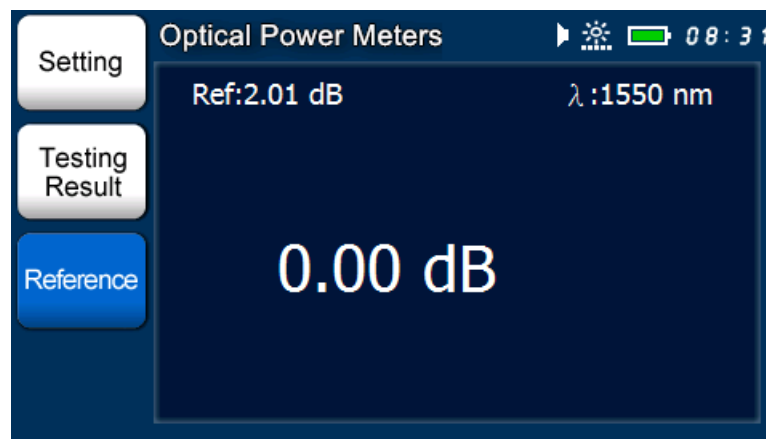 Optical Power Meters
Setting
Ref:2.01 dB
λ:1550 nm
Testing
Result
0.00 dB
Reference